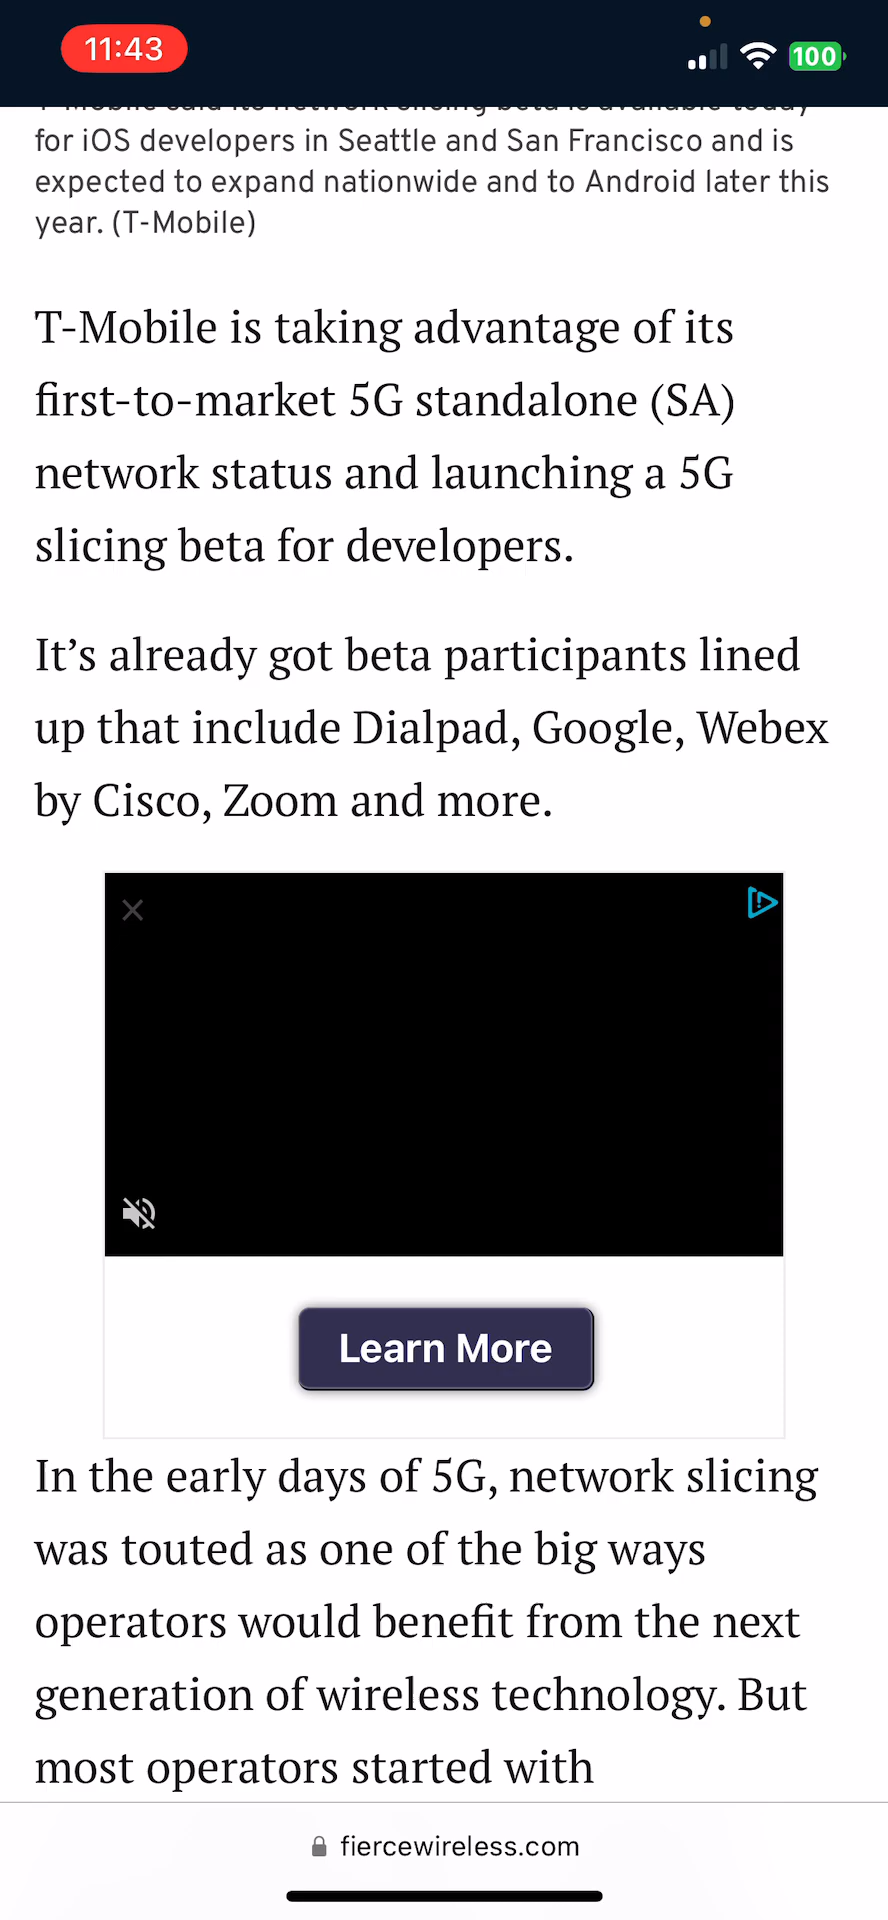 11:43
100
for iOS developers in Seattle and San Francisco and is
expected to expand nationwide and to Android later this
year. (T-Mobile)
T-Mobile is taking advantage of its
first-to-market 5G standalone (SA)
network status and launching a 5G
slicing beta for developers.
It’s already got beta participants lined
up that include Dialpad, Google, Webex
by Cisco, Zoom and more.
Learn More
In the early days of 5G, network slicing
was touted as one of the big ways
operators would benefit from the next
generation of wireless technology. But
most operators started with
fiercewireless.com